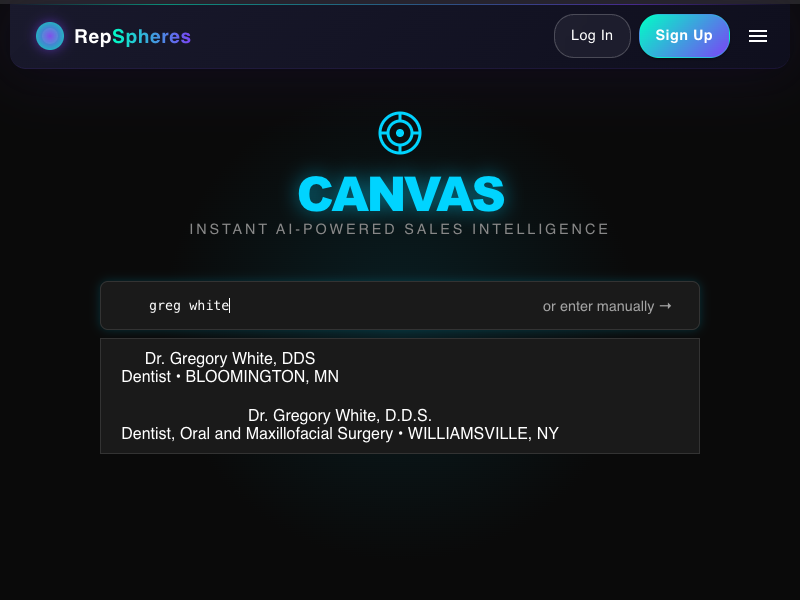 RepSpheres
Log In
Sign Up
CANVAS
INSTANT AI-POWERED SALES INTELLIGENCE
greg white
or enter manually →
Dr. Gregory White, DDS
Dentist • BLOOMINGTON, MN
Dr. Gregory White, D.D.S.
Dentist, Oral and Maxillofacial Surgery • WILLIAMSVILLE, NY